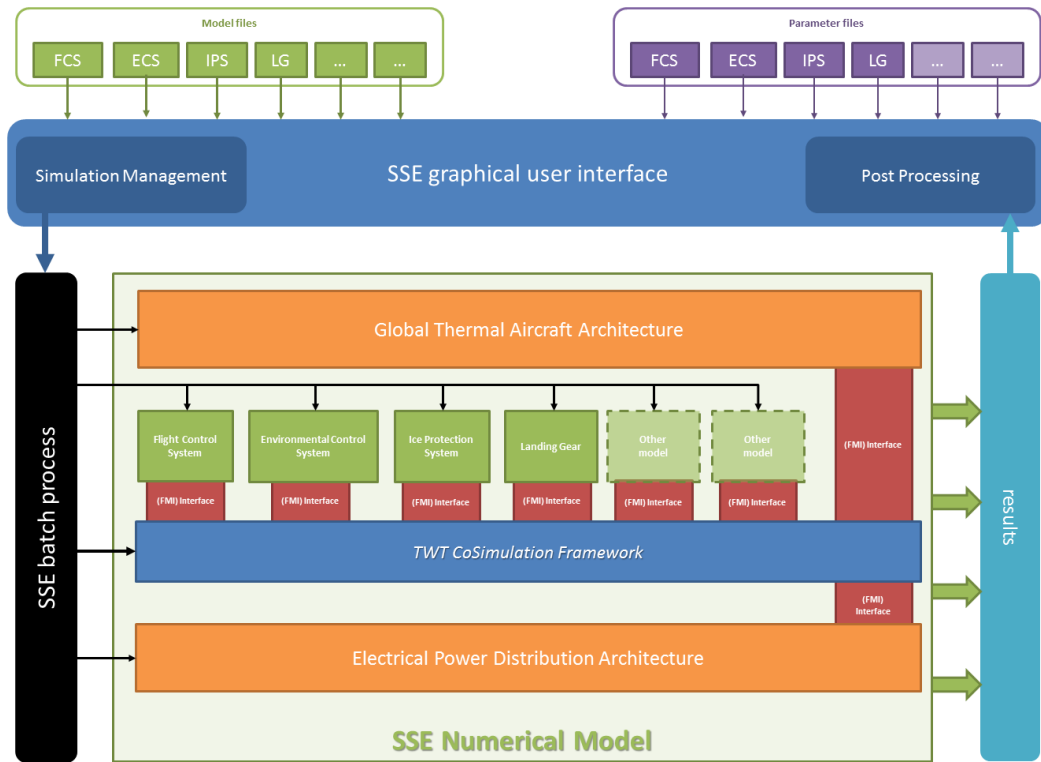 Model files
FCS
ECS
IPS
LG
...
...
Parameter files
FCS
ECS
IPS
LG
...
...
Simulation Management
SSE graphical user interface
Post Processing
SSE batch process
Global Thermal Aircraft Architecture
Flight Control
System
Environmental Control
System
Ice Protection
System
Landing Gear
Other
model
Other
model
(FMI) Interface
(FMI) Interface
(FMI) Interface
(FMI) Interface
(FMI) Interface
(FMI) Interface
(FMI) Interface
TWT CoSimulation Framework
(FMI)
Interface
Electrical Power Distribution Architecture
SSE Numerical Model
results